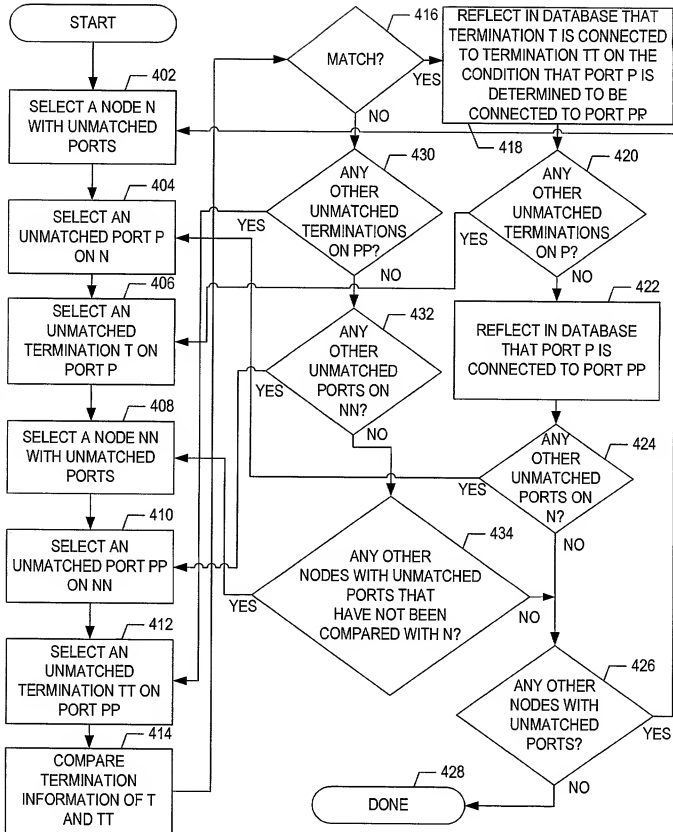 START
402
SELECT A NODE N
WITH UNMATCHED
PORTS
404
SELECT AN
UNMATCHED PORT P
ON N
406
SELECT AN
UNMATCHED
TERMINATION T ON
PORT P
408
SELECT A NODE NN
WITH UNMATCHED
PORTS
410
SELECT AN
UNMATCHED PORT PP
ON NN
412
SELECT AN
UNMATCHED
TERMINATION TT ON
PORT PP
414
COMPARE
TERMINATION
INFORMATION OF T
AND TT
416
MATCH?
YES
NO
REFLECT IN DATABASE THAT
TERMINATION T IS CONNECTED
TO TERMINATION TT ON THE
CONDITION THAT PORT P IS
DETERMINED TO BE
CONNECTED TO PORT PP
418
430
ANY
OTHER
UNMATCHED
TERMINATIONS
ON PP?
YES
NO
420
ANY
OTHER
UNMATCHED
TERMINATIONS
ON P?
YES
NO
422
REFLECT IN DATABASE
THAT PORT P IS
CONNECTED TO PORT PP
432
ANY
OTHER
UNMATCHED
PORTS ON
NN?
YES
NO
424
ANY
OTHER
UNMATCHED
PORTS ON
N?
YES
NO
434
ANY OTHER
NODES WITH UNMATCHED
PORTS THAT
HAVE NOT BEEN
COMPARED WITH N?
YES
NO
426
ANY OTHER
NODES WITH
UNMATCHED
PORTS?
YES
NO
428
DONE